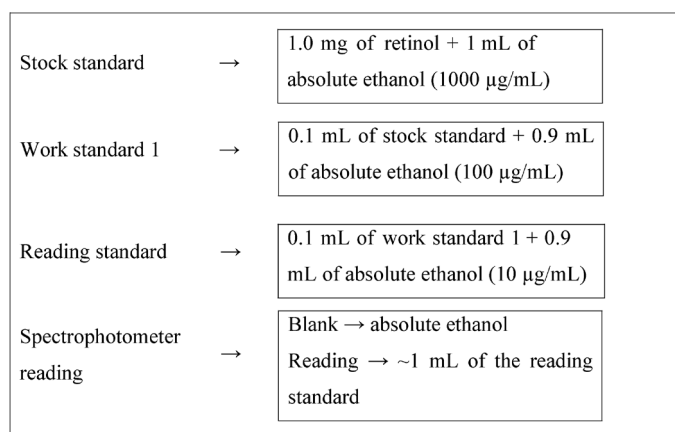 Stock standard → 1.0 mg of retinol + 1 mL of
absolute ethanol (1000 µg/mL)
Work standard 1 → 0.1 mL of stock standard + 0.9 mL
of absolute ethanol (100 µg/mL)
Reading standard → 0.1 mL of work standard 1 + 0.9
mL of absolute ethanol (10 µg/mL)
Spectrophotometer
reading →
Blank → absolute ethanol
Reading → ~1 mL of the reading
standard